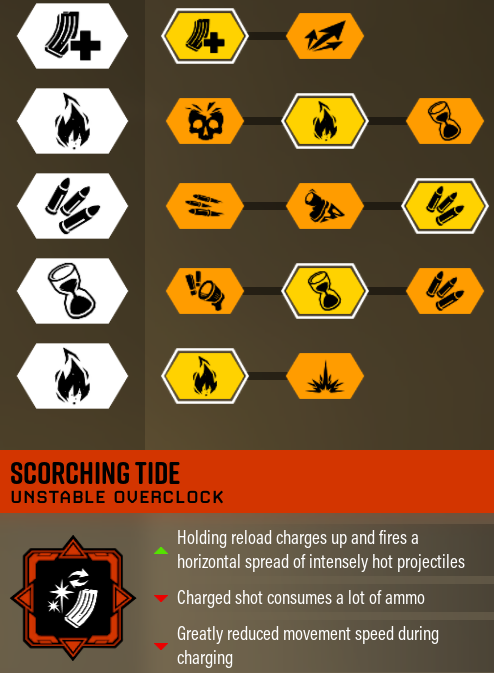 SCORCHING TIDE
UNSTABLE OVERCLOCK
Holding reload charges up and fires a
horizontal spread of intensely hot projectiles
Charged shot consumes a lot of ammo
Greatly reduced movement speed during
charging